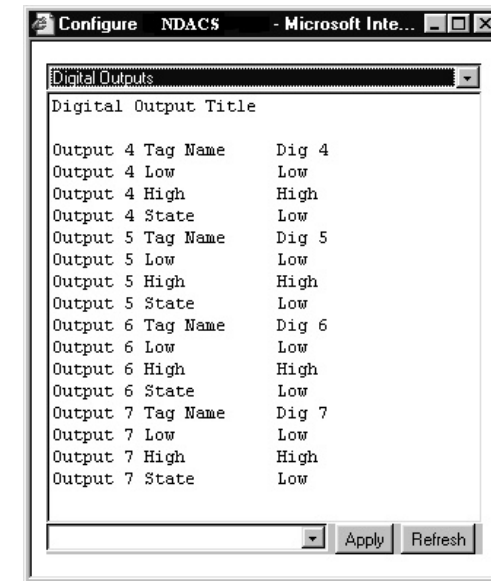 Configure NDACS - Microsoft Inte...
Digital Outputs
Digital Output Title
Output 4 Tag Name Dig 4
Output 4 Low Low
Output 4 High High
Output 4 State Low
Output 5 Tag Name Dig 5
Output 5 Low Low
Output 5 High High
Output 5 State Low
Output 6 Tag Name Dig 6
Output 6 Low Low
Output 6 High High
Output 6 State Low
Output 7 Tag Name Dig 7
Output 7 Low Low
Output 7 High High
Output 7 State Low
Apply Refresh